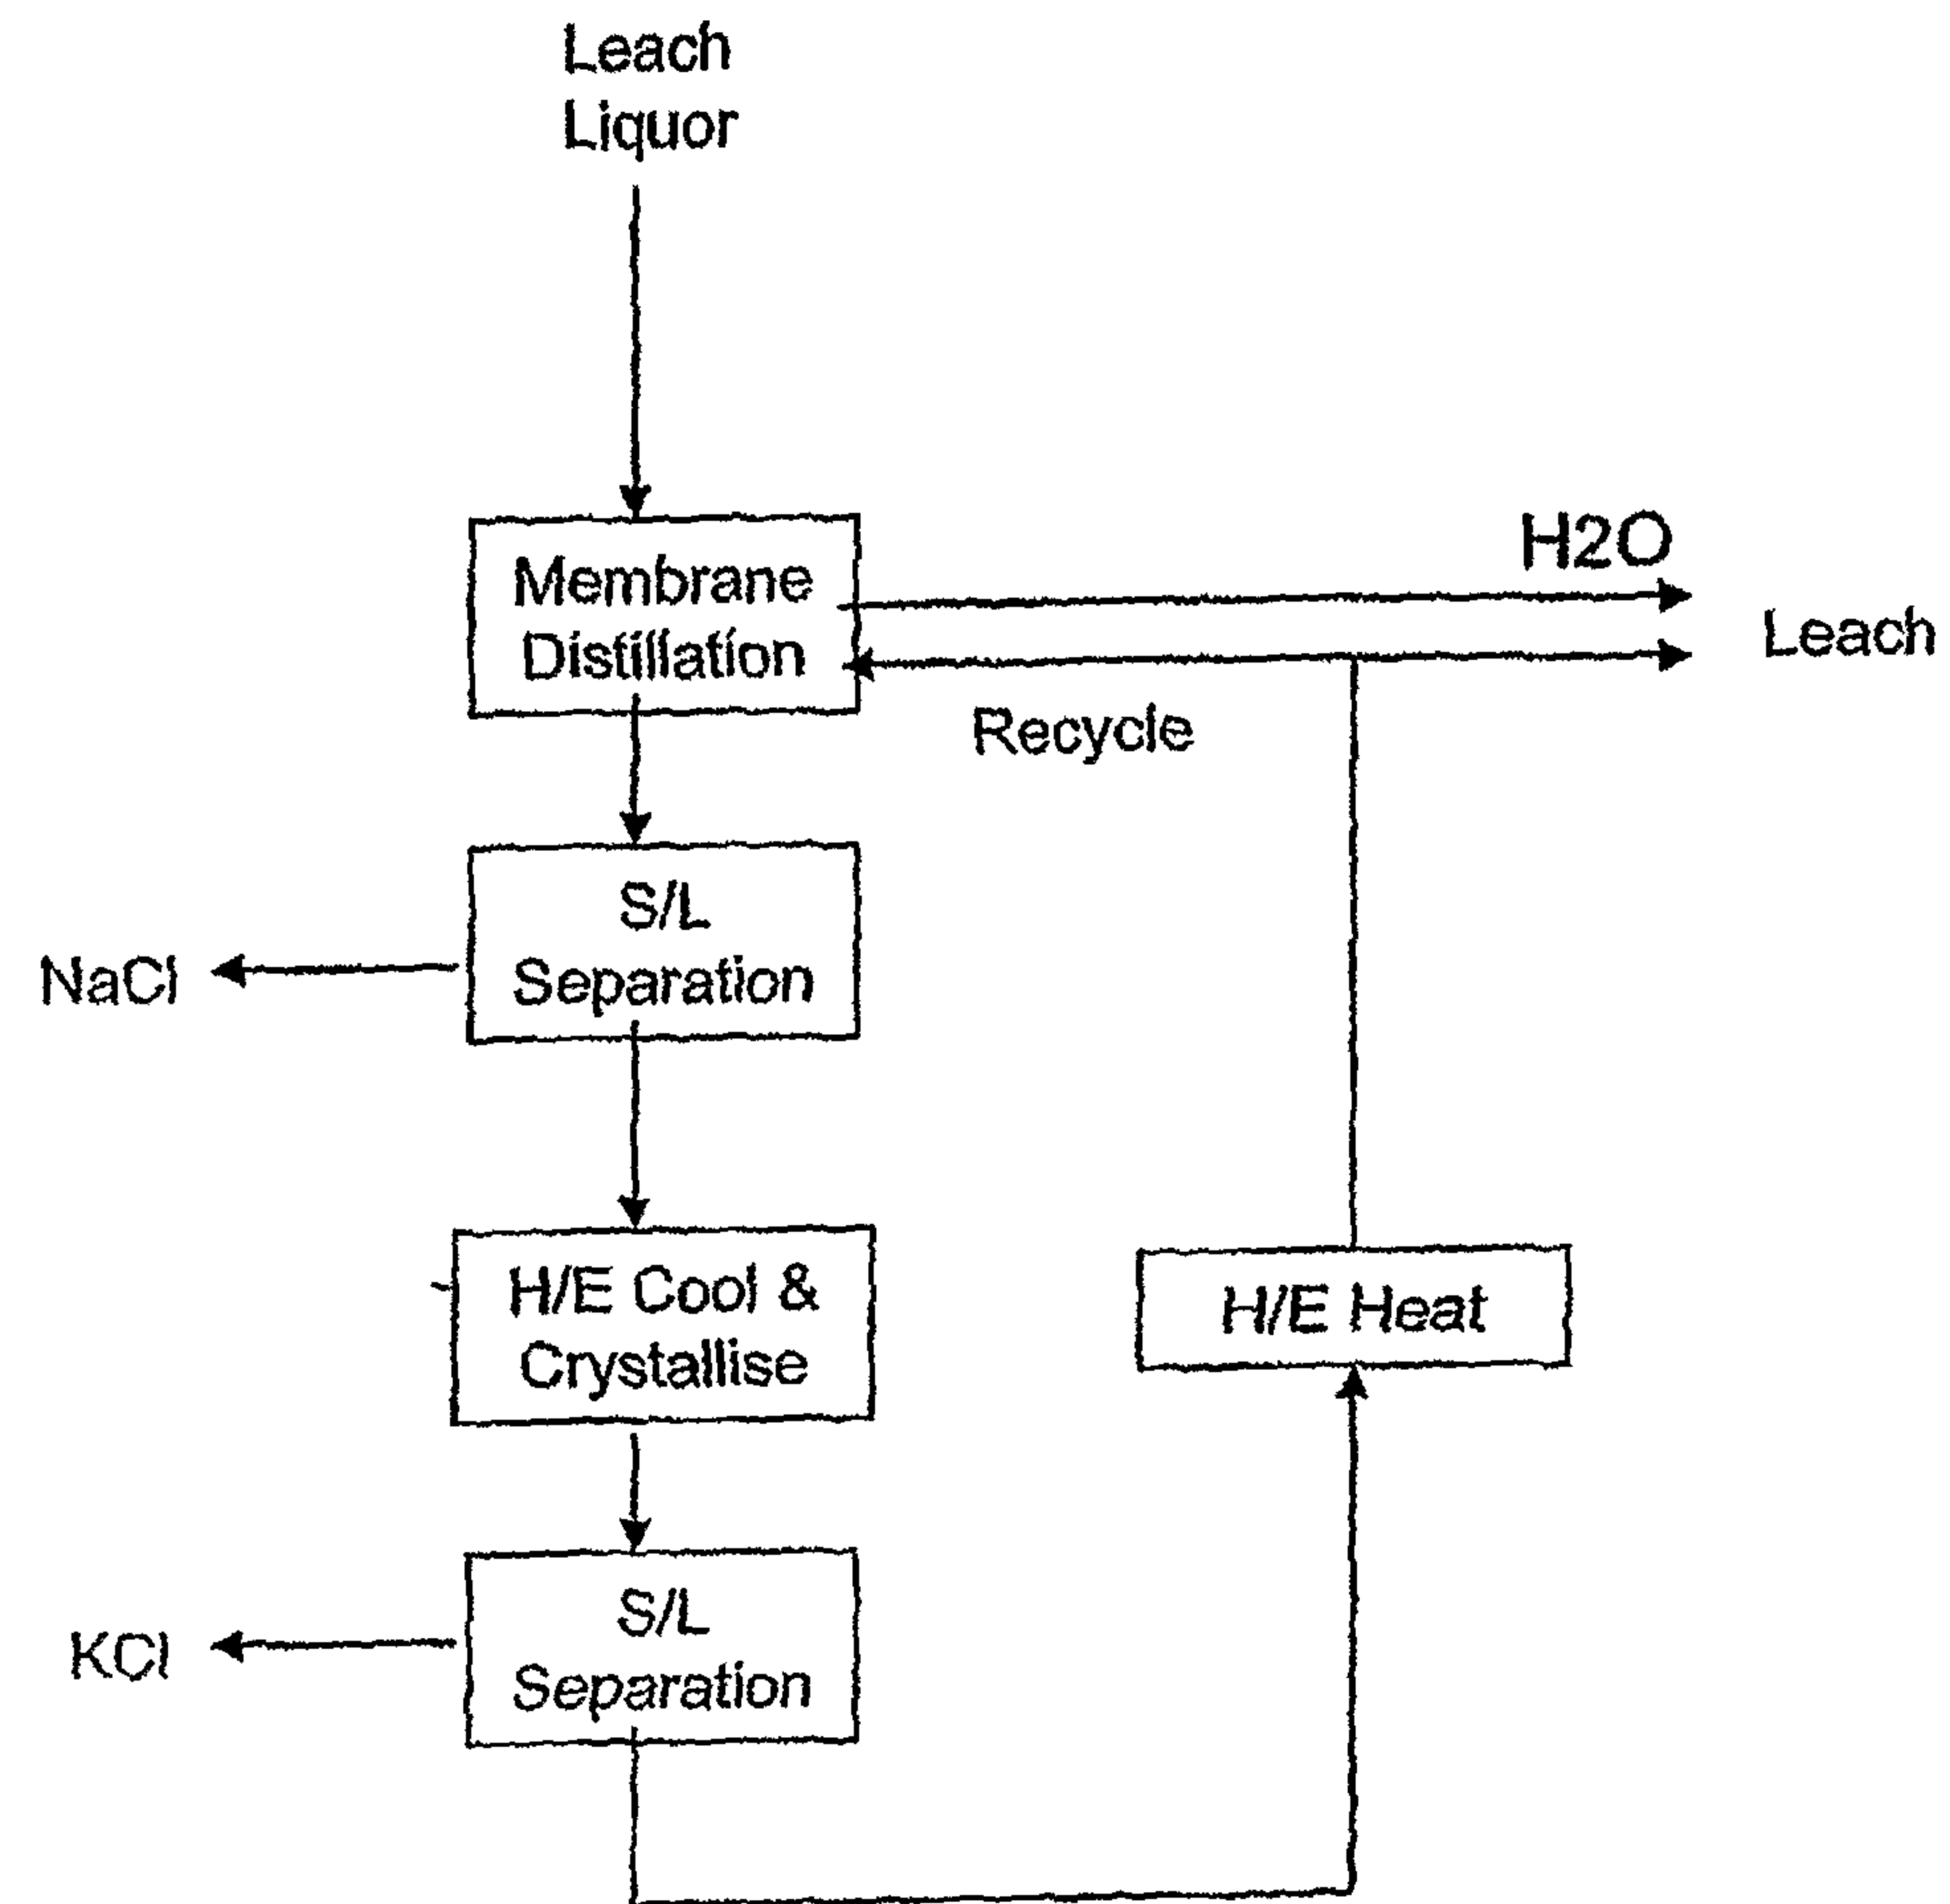 Leach
Liquor
Membrane
Distillation
H2O
Leach
Recycle
S/L
Separation
NaCl
H/E Cool &
Crystallise
H/E Heat
S/L
Separation
KCl